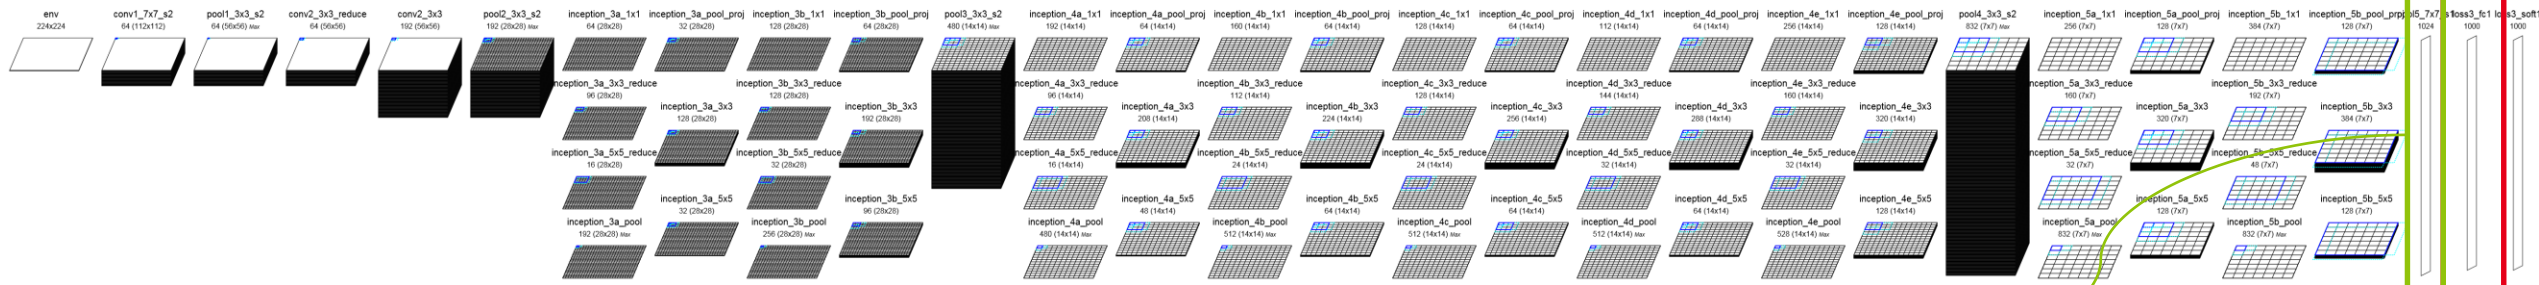 env
224x224
conv1_7x7_s2
64 (112x112)
pool1_3x3_s2
64 (56x56) Max
conv2_3x3_reduce
64 (56x56)
conv2_3x3
192 (56x56)
pool2_3x3_s2
192 (28x28) Max
inception_3a_1x1
64 (28x28)
inception_3a_3x3_reduce
96 (28x28)
inception_3a_5x5_reduce
16 (28x28)
inception_3a_pool
192 (28x28) Max
inception_3a_pool_proj
32 (28x28)
inception_3a_3x3
128 (28x28)
inception_3a_5x5
32 (28x28)
inception_3b_1x1
128 (28x28)
inception_3b_3x3_reduce
128 (28x28)
inception_3b_5x5_reduce
32 (28x28)
inception_3b_pool
256 (28x28) Max
inception_3b_pool_proj
64 (28x28)
inception_3b_3x3
192 (28x28)
inception_3b_5x5
96 (28x28)
pool3_3x3_s2
480 (14x14) Max
inception_4a_1x1
192 (14x14)
inception_4a_3x3_reduce
96 (14x14)
inception_4a_5x5_reduce
16 (14x14)
inception_4a_pool
480 (14x14) Max
inception_4a_pool_proj
64 (14x14)
inception_4a_3x3
208 (14x14)
inception_4a_5x5
48 (14x14)
inception_4b_1x1
160 (14x14)
inception_4b_3x3_reduce
112 (14x14)
inception_4b_5x5_reduce
24 (14x14)
inception_4b_pool
512 (14x14) Max
inception_4b_pool_proj
64 (14x14)
inception_4b_3x3
224 (14x14)
inception_4b_5x5
64 (14x14)
inception_4c_1x1
128 (14x14)
inception_4c_3x3_reduce
128 (14x14)
inception_4c_5x5_reduce
24 (14x14)
inception_4c_pool
512 (14x14) Max
inception_4c_pool_proj
64 (14x14)
inception_4c_3x3
256 (14x14)
inception_4c_5x5
64 (14x14)
inception_4d_1x1
112 (14x14)
inception_4d_3x3_reduce
144 (14x14)
inception_4d_5x5_reduce
32 (14x14)
inception_4d_pool
512 (14x14) Max
inception_4d_pool_proj
64 (14x14)
inception_4d_3x3
288 (14x14)
inception_4d_5x5
64 (14x14)
inception_4e_1x1
256 (14x14)
inception_4e_3x3_reduce
160 (14x14)
inception_4e_5x5_reduce
32 (14x14)
inception_4e_pool
528 (14x14) Max
inception_4e_pool_proj
128 (14x14)
inception_4e_3x3
320 (14x14)
inception_4e_5x5
128 (14x14)
pool4_3x3_s2
832 (7x7) Max
inception_5a_1x1
256 (7x7)
inception_5a_3x3_reduce
160 (7x7)
inception_5a_5x5_reduce
32 (7x7)
inception_5a_pool
832 (7x7) Max
inception_5a_pool_proj
128 (7x7)
inception_5a_3x3
320 (7x7)
inception_5a_5x5
128 (7x7)
inception_5b_1x1
384 (7x7)
inception_5b_3x3_reduce
192 (7x7)
inception_5b_5x5_reduce
48 (7x7)
inception_5b_pool
832 (7x7) Max
inception_5b_pool_proj
128 (7x7)
inception_5b_3x3
384 (7x7)
inception_5b_5x5
128 (7x7)
1024
loss3_fc1
1000
1000